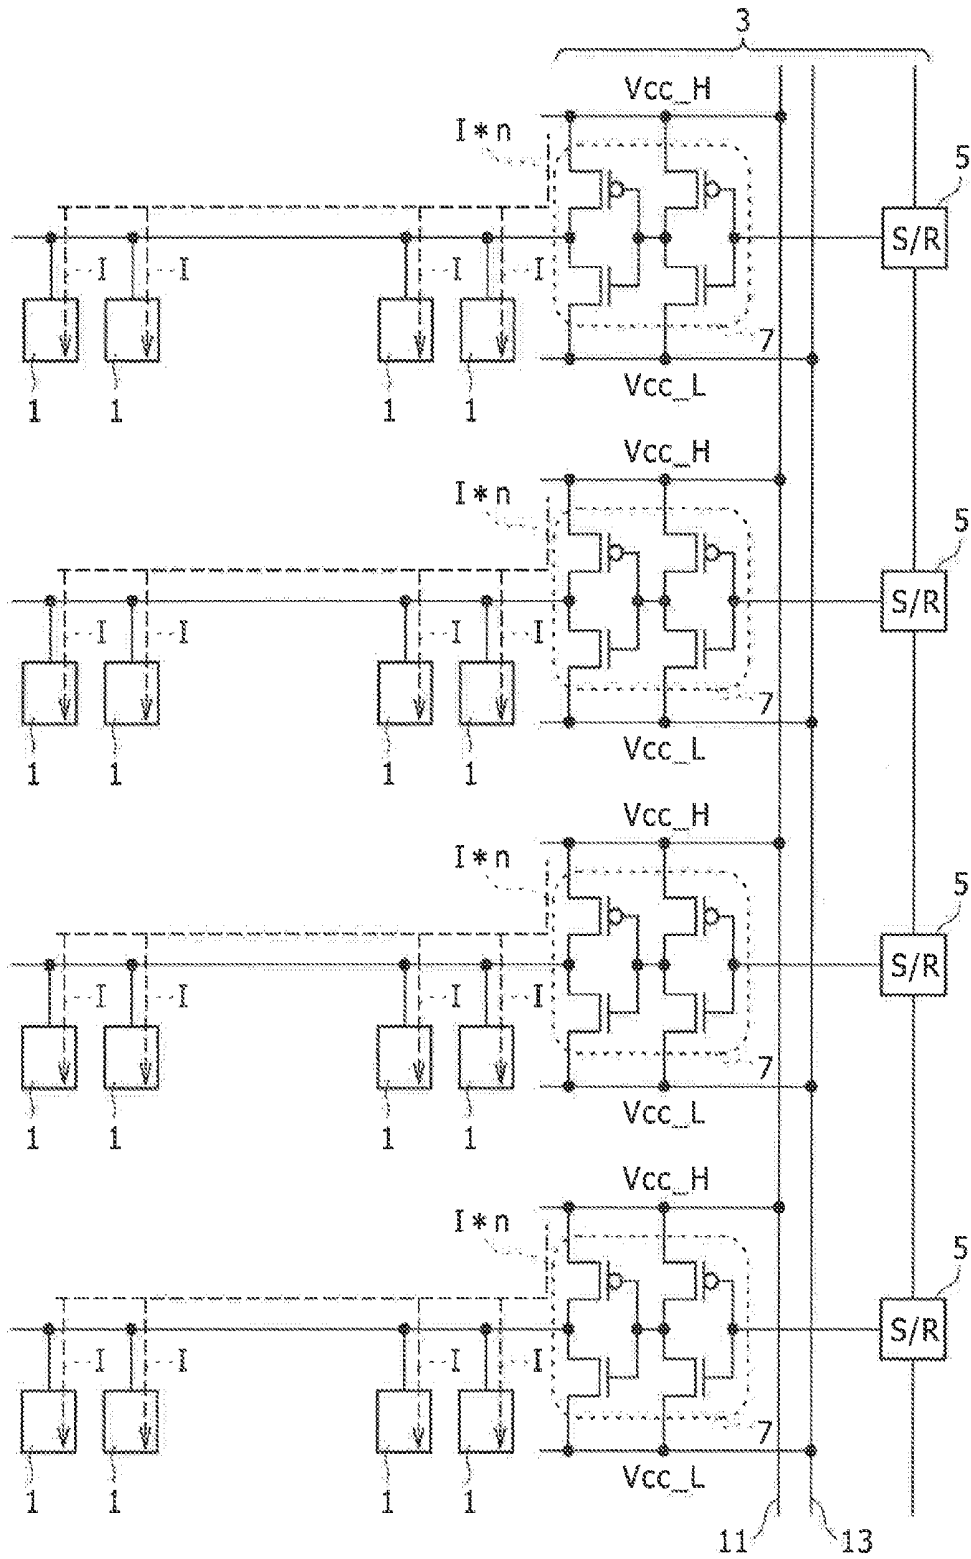 3
Vcc_H
I*n
5
S/R
I I I I
7
1 1 1 1
Vcc_L
Vcc_H
I*n
5
S/R
I I I I
7
1 1 1 1
Vcc_L
Vcc_H
I*n
5
S/R
I I I I
7
1 1 1 1
Vcc_L
Vcc_H
I*n
5
S/R
I I I I
7
1 1 1 1
Vcc_L
11 13